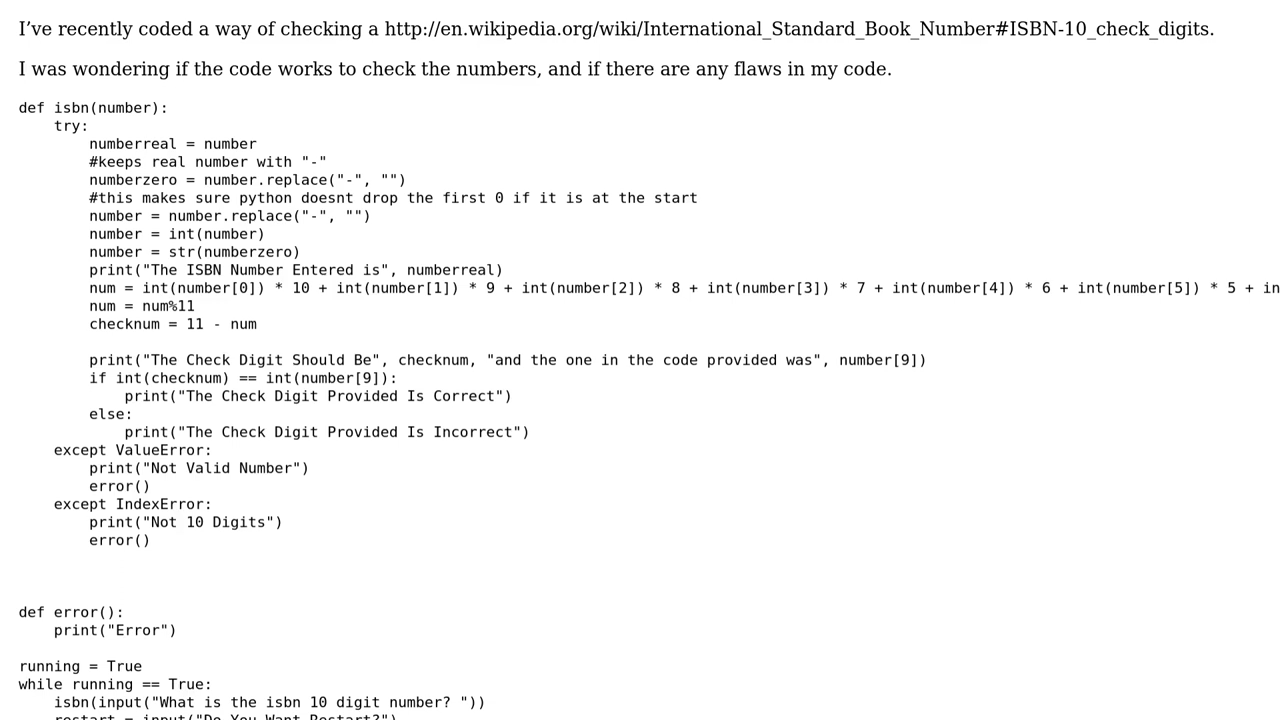 I’ve recently coded a way of checking a http://en.wikipedia.org/wiki/International_Standard_Book_Number#ISBN-10_check_digits.
I was wondering if the code works to check the numbers, and if there are any flaws in my code.
def isbn(number):
    try:
        numberreal = number
        #keeps real number with "-"
        numberzero = number.replace("-", "")
        #this makes sure python doesnt drop the first 0 if it is at the start
        number = number.replace("-", "")
        number = int(number)
        number = str(numberzero)
        print("The ISBN Number Entered is", numberreal)
        num = int(number[0]) * 10 + int(number[1]) * 9 + int(number[2]) * 8 + int(number[3]) * 7 + int(number[4]) * 6 + int(number[5]) * 5 + in
        num = num%11
        checknum = 11 - num
        print("The Check Digit Should Be", checknum, "and the one in the code provided was", number[9])
        if int(checknum) == int(number[9]):
            print("The Check Digit Provided Is Correct")
        else:
            print("The Check Digit Provided Is Incorrect")
    except ValueError:
        print("Not Valid Number")
        error()
    except IndexError:
        print("Not 10 Digits")
        error()
def error():
    print("Error")
running = True
while running == True:
    isbn(input("What is the isbn 10 digit number? "))
    restart = input("Do You Want Restart?")